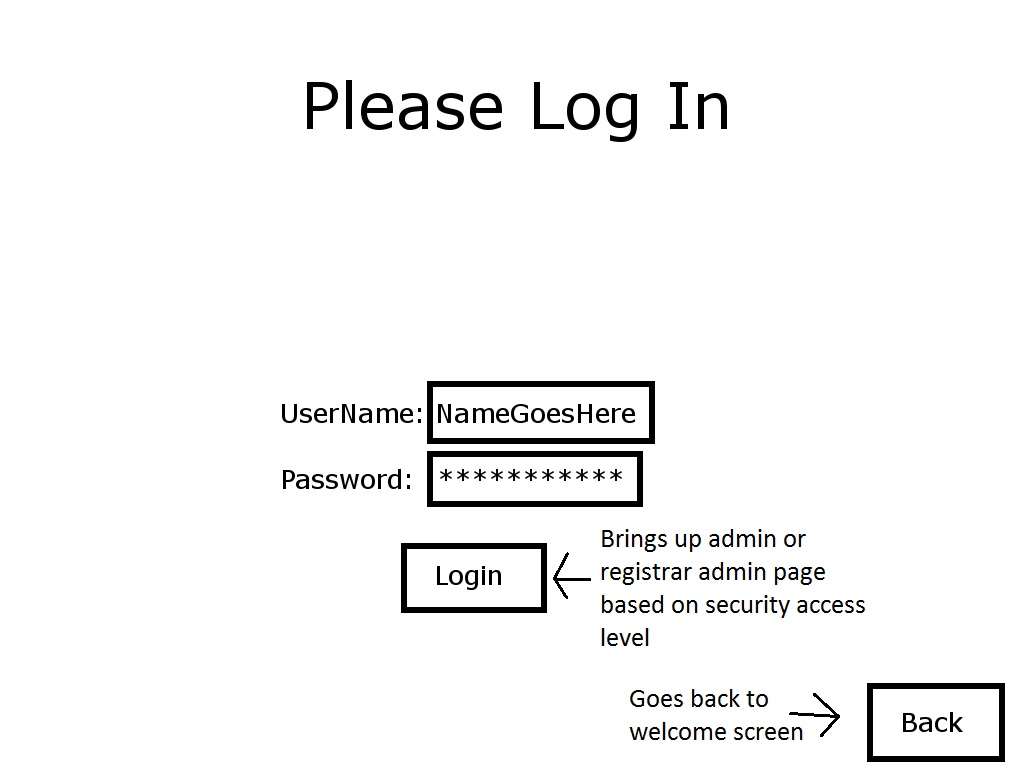 Please Log In
UserName: NameGoesHere
Password: ***********
Login
Brings up admin or
registrar admin page
based on security access
level
Goes back to
welcome screen
Back